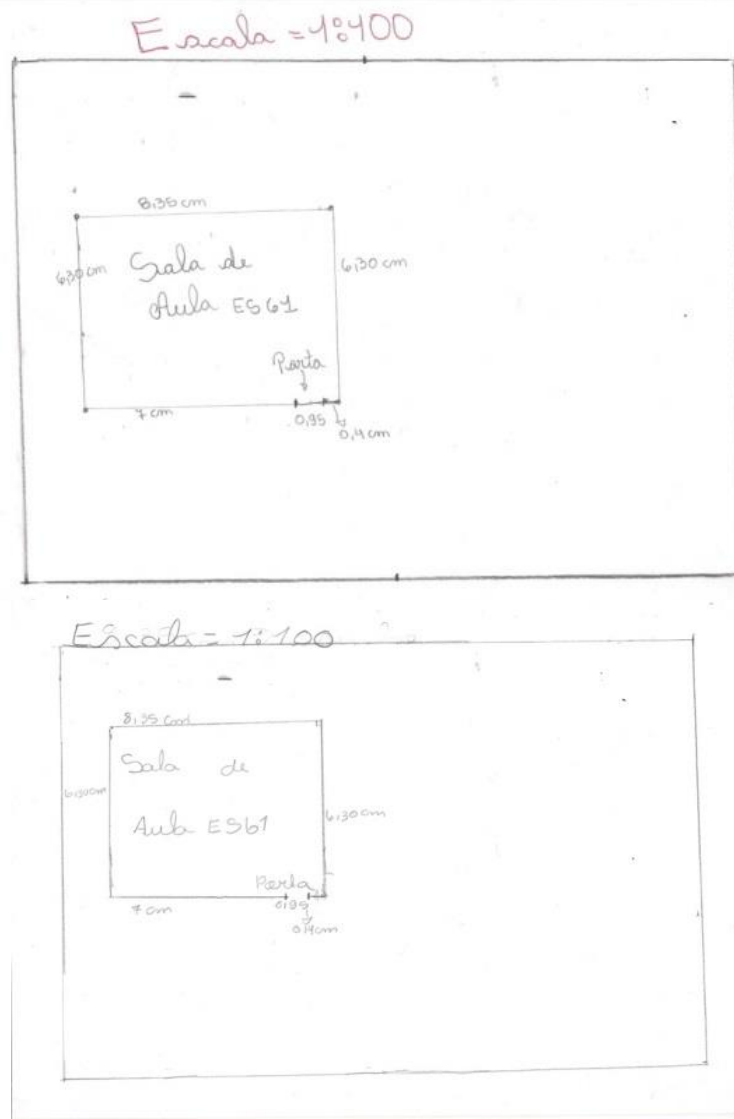 Escala = 1:100
8,35 cm
6,30 cm
Sala de
Aula ES61
6,30 cm
Porta
7 cm
0,95
0,4 cm
Escala = 1:100
8,35 cm
Sala de
6,30 cm
Aula ES61
6,30 cm
Porta
7 cm
0,95
0,4 cm